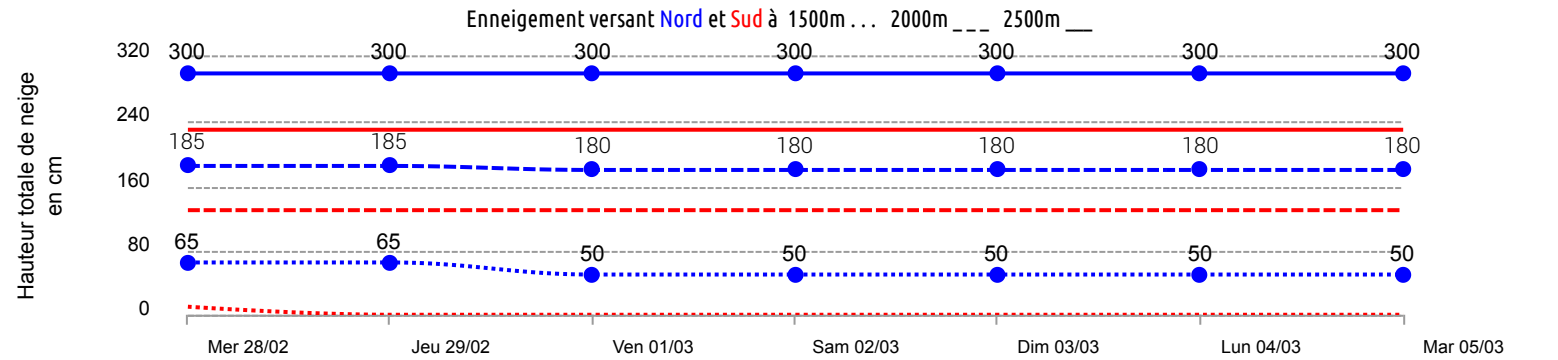 Enneigement versant Nord et Sud à 1500m . . . 2000m _ _ _ 2500m __
Hauteur totale de neige
en cm
320
240
160
80
0
300 300 300 300 300 300 300
185 185 180 180 180 180 180
65 65 50 50 50 50 50
Mer 28/02 Jeu 29/02 Ven 01/03 Sam 02/03 Dim 03/03 Lun 04/03 Mar 05/03